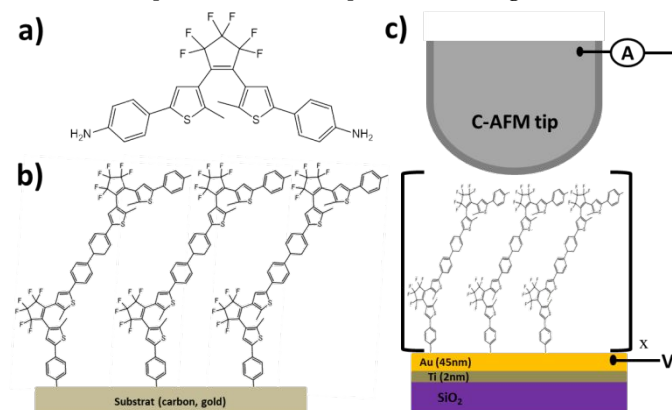 a)
F F
F F
F F
S S
H₂N NH₂
b)
F F F F F F
F F F F F F
F F F F F F
S S S
S S S
S S S
F F F F F F
F F F F F F
F F F F F F
S S S
Substrat (carbon, gold)
c)
A
C-AFM tip
x
Au (45nm)
V
Ti (2nm)
SiO₂